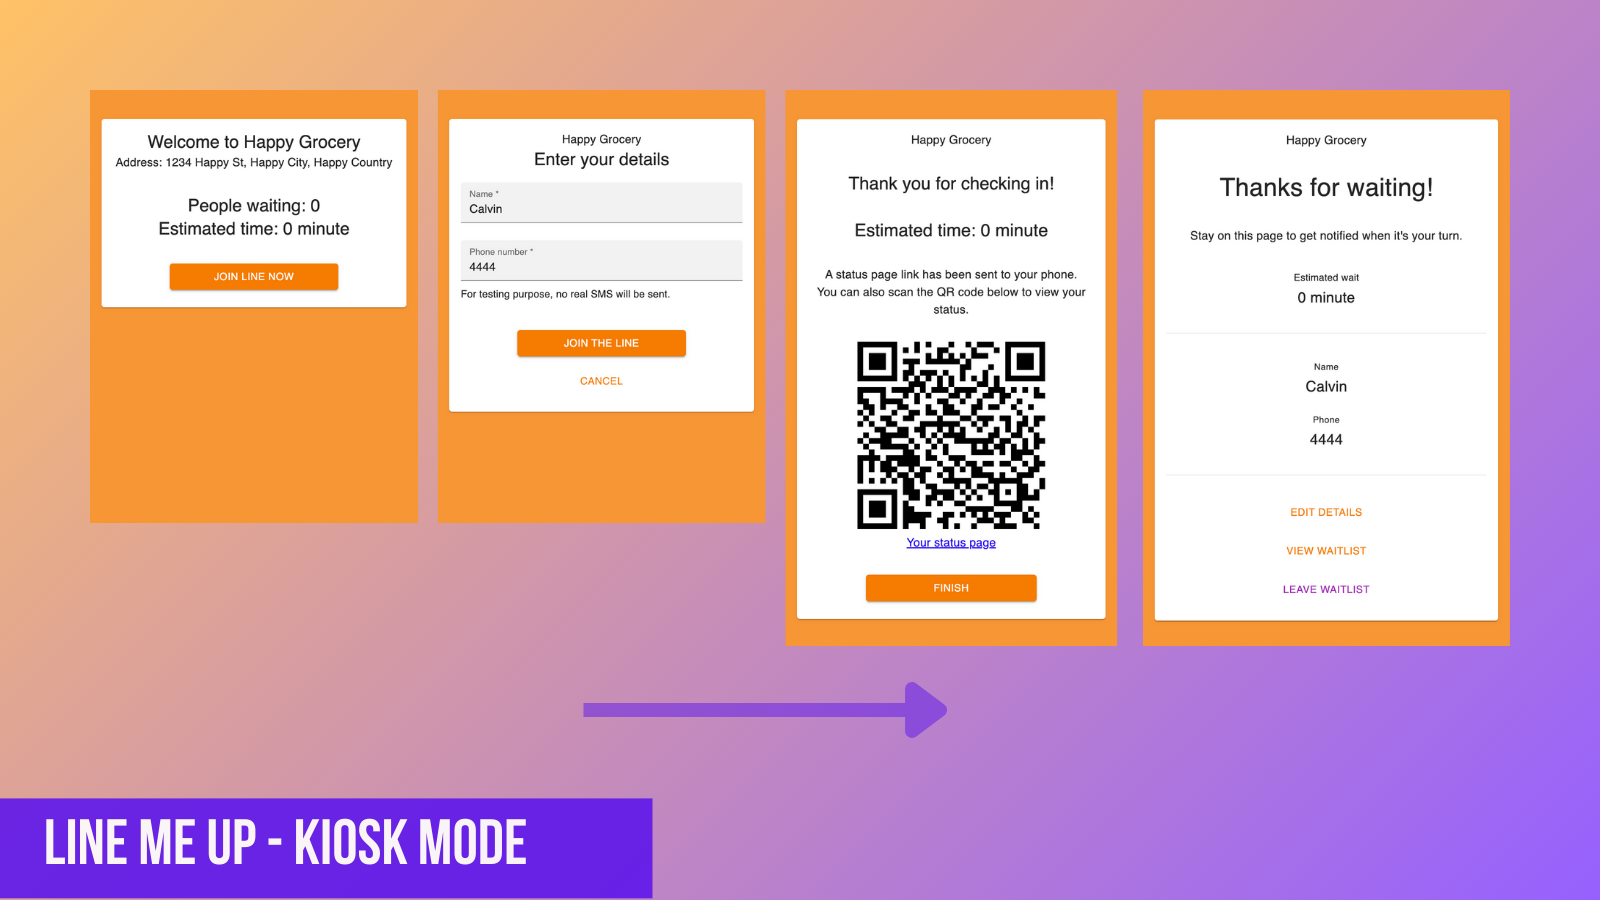 Welcome to Happy Grocery
Address: 1234 Happy St, Happy City, Happy Country
People waiting: 0
Estimated time: 0 minute
JOIN LINE NOW
Happy Grocery
Enter your details
Name *
Calvin
Phone number *
4444
For testing purpose, no real SMS will be sent.
JOIN THE LINE
CANCEL
Happy Grocery
Thank you for checking in!
Estimated time: 0 minute
A status page link has been sent to your phone.
You can also scan the QR code below to view your
status.
Your status page
FINISH
Happy Grocery
Thanks for waiting!
Stay on this page to get notified when it's your turn.
Estimated wait
0 minute
Name
Calvin
Phone
4444
EDIT DETAILS
VIEW WAITLIST
LEAVE WAITLIST
LINE ME UP - KIOSK MODE